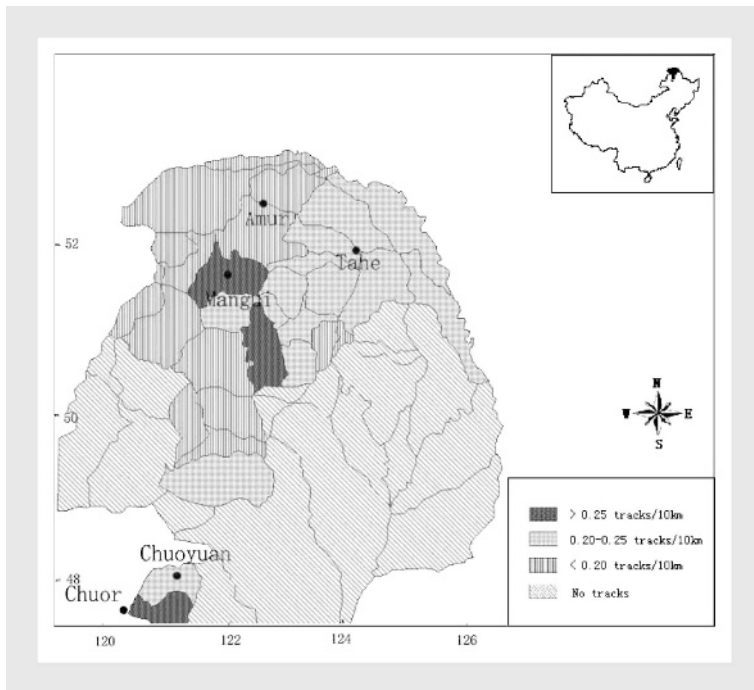 Amur
52
Tahe
Mangui
N
W E
S
50
> 0.25 tracks/10km
0.20-0.25 tracks/10km
< 0.20 tracks/10km
No tracks
Chuoyuan
48
Chuor
120 122 124 126